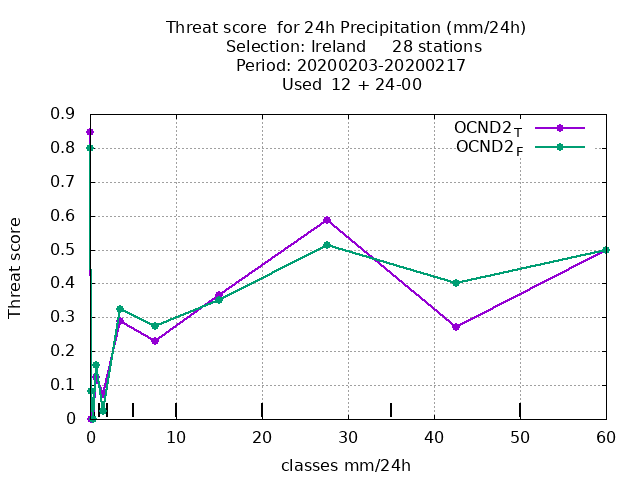 Threat score  for 24h Precipitation (mm/24h)
Selection: Ireland     28 stations
Period: 20200203-20200217
Used  12 + 24-00
OCND2T
OCND2F
0.9
0.8
0.7
0.6
0.5
0.4
0.3
0.2
0.1
0
Threat score
0 10 20 30 40 50 60
classes mm/24h